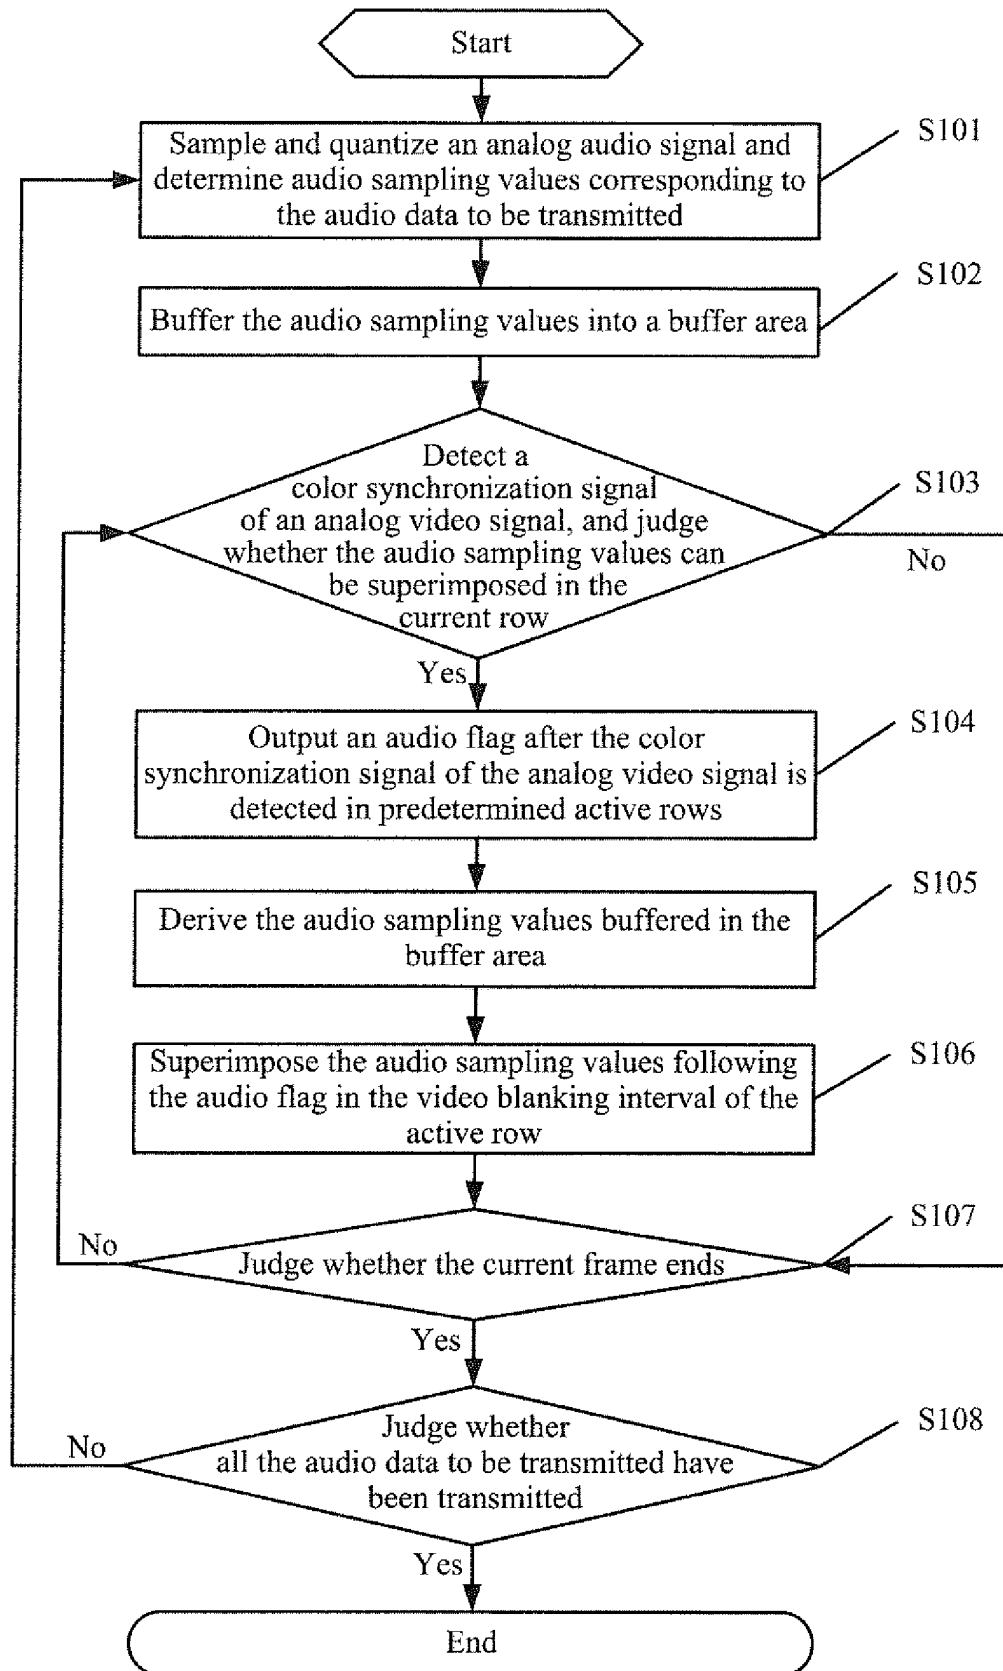 Start
S101
Sample and quantize an analog audio signal and
determine audio sampling values corresponding to
the audio data to be transmitted
S102
Buffer the audio sampling values into a buffer area
Detect a
color synchronization signal
of an analog video signal, and judge
whether the audio sampling values can
be superimposed in the
current row
S103
No
Yes
S104
Output an audio flag after the color
synchronization signal of the analog video signal is
detected in predetermined active rows
S105
Derive the audio sampling values buffered in the
buffer area
S106
Superimpose the audio sampling values following
the audio flag in the video blanking interval of the
active row
S107
No
Judge whether the current frame ends
Yes
S108
No
Judge whether
all the audio data to be transmitted have
been transmitted
Yes
End